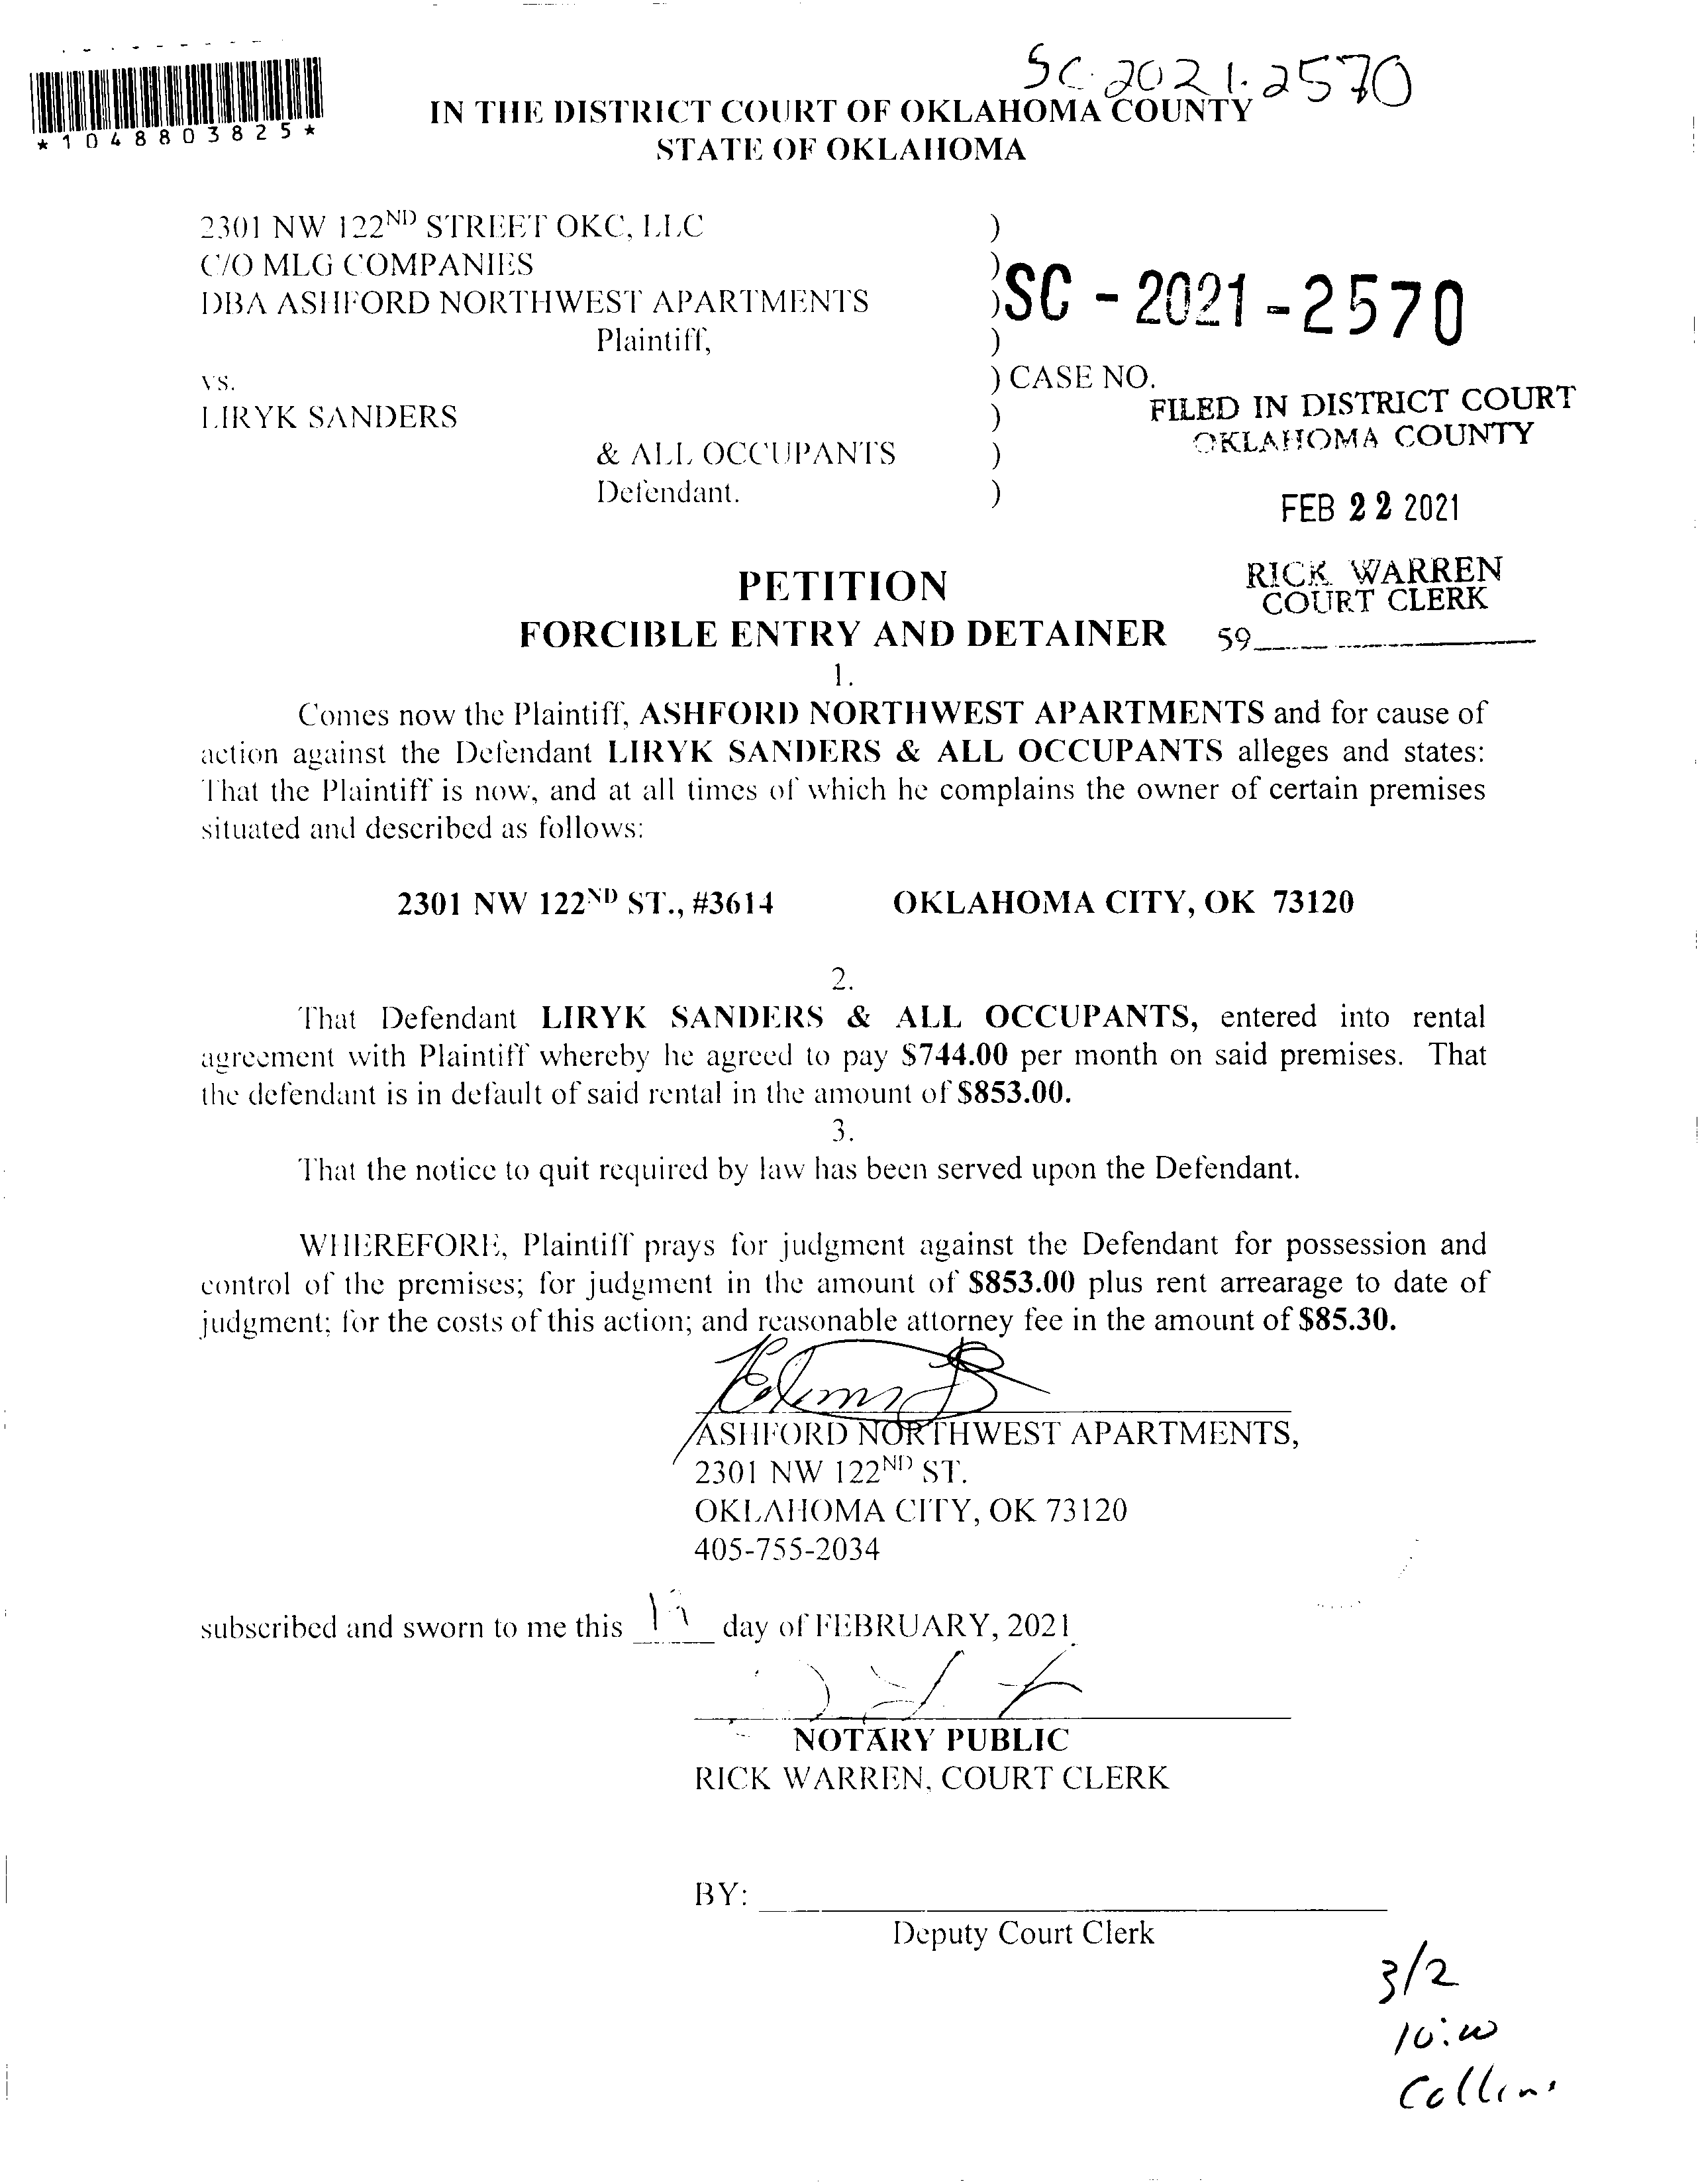 SC-2021-2570
*1048803825*
IN THE DISTRICT COURT OF OKLAHOMA COUNTY
STATE OF OKLAHOMA
2301 NW 122ND STREET OKC, LLC )
C/O MLG COMPANIES )
DBA ASHFORD NORTHWEST APARTMENTS ) SC - 2021 - 2570
Plaintiff, )
vs. ) CASE NO.
LIRYK SANDERS )
FILED IN DISTRICT COURT
OKLAHOMA COUNTY
& ALL OCCUPANTS )
Defendant. )
FEB 22 2021
RICK WARREN
COURT CLERK
59
PETITION
FORCIBLE ENTRY AND DETAINER
1.
Comes now the Plaintiff, ASHFORD NORTHWEST APARTMENTS and for cause of
action against the Defendant LIRYK SANDERS & ALL OCCUPANTS alleges and states:
That the Plaintiff is now, and at all times of which he complains the owner of certain premises
situated and described as follows:
2301 NW 122ND ST., #3614 OKLAHOMA CITY, OK 73120
2.
That Defendant LIRYK SANDERS & ALL OCCUPANTS, entered into rental
agreement with Plaintiff whereby he agreed to pay $744.00 per month on said premises. That
the defendant is in default of said rental in the amount of $853.00.
3.
That the notice to quit required by law has been served upon the Defendant.
WHEREFORE, Plaintiff prays for judgment against the Defendant for possession and
control of the premises; for judgment in the amount of $853.00 plus rent arrearage to date of
judgment; for the costs of this action; and reasonable attorney fee in the amount of $85.30.
ASHFORD NORTHWEST APARTMENTS,
2301 NW 122ND ST.
OKLAHOMA CITY, OK 73120
405-755-2034
subscribed and sworn to me this day of FEBRUARY, 2021
NOTARY PUBLIC
RICK WARREN, COURT CLERK
BY:
Deputy Court Clerk
3/2
10:00
Collins